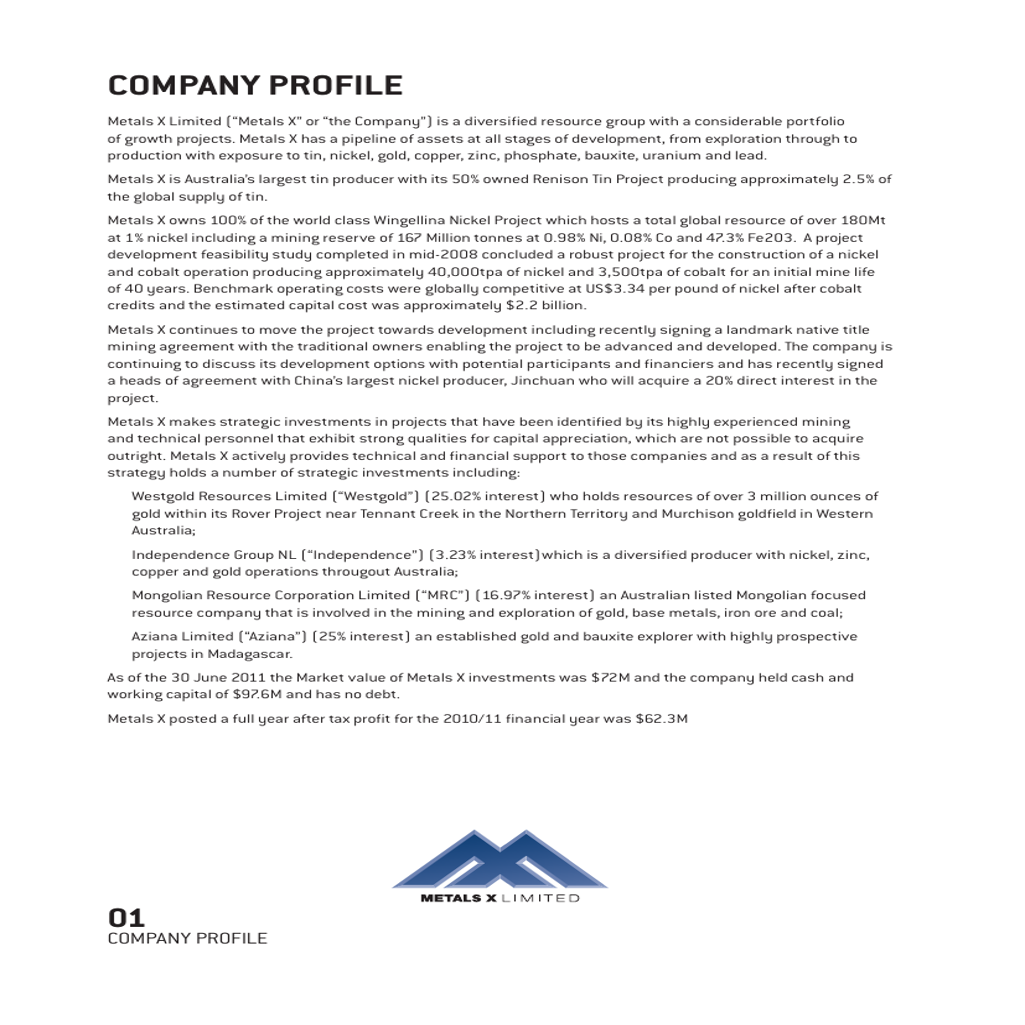 COMPANY PROFILE
Metals X Limited (“Metals X” or “the Company”) is a diversified resource group with a considerable portfolio
of growth projects. Metals X has a pipeline of assets at all stages of development, from exploration through to
production with exposure to tin, nickel, gold, copper, zinc, phosphate, bauxite, uranium and lead.
Metals X is Australia’s largest tin producer with its 50% owned Renison Tin Project producing approximately 2.5% of
the global supply of tin.
Metals X owns 100% of the world class Wingellina Nickel Project which hosts a total global resource of over 180Mt
at 1% nickel including a mining reserve of 167 Million tonnes at 0.98% Ni, 0.08% Co and 47.3% Fe203.  A project
development feasibility study completed in mid-2008 concluded a robust project for the construction of a nickel
and cobalt operation producing approximately 40,000tpa of nickel and 3,500tpa of cobalt for an initial mine life
of 40 years. Benchmark operating costs were globally competitive at US$3.34 per pound of nickel after cobalt
credits and the estimated capital cost was approximately $2.2 billion.
Metals X continues to move the project towards development including recently signing a landmark native title
mining agreement with the traditional owners enabling the project to be advanced and developed. The company is
continuing to discuss its development options with potential participants and financiers and has recently signed
a heads of agreement with China’s largest nickel producer, Jinchuan who will acquire a 20% direct interest in the
project.
Metals X makes strategic investments in projects that have been identified by its highly experienced mining
and technical personnel that exhibit strong qualities for capital appreciation, which are not possible to acquire
outright. Metals X actively provides technical and financial support to those companies and as a result of this
strategy holds a number of strategic investments including:
Westgold Resources Limited (“Westgold”) (25.02% interest) who holds resources of over 3 million ounces of
gold within its Rover Project near Tennant Creek in the Northern Territory and Murchison goldfield in Western
Australia;
Independence Group NL (“Independence”) (3.23% interest)which is a diversified producer with nickel, zinc,
copper and gold operations througout Australia;
Mongolian Resource Corporation Limited (“MRC”) (16.97% interest) an Australian listed Mongolian focused
resource company that is involved in the mining and exploration of gold, base metals, iron ore and coal;
Aziana Limited (“Aziana”) (25% interest) an established gold and bauxite explorer with highly prospective
projects in Madagascar.
As of the 30 June 2011 the Market value of Metals X investments was $72M and the company held cash and
working capital of $97.6M and has no debt.
Metals X posted a full year after tax profit for the 2010/11 financial year was $62.3M
METALS X LIMITED
01
COMPANY PROFILE